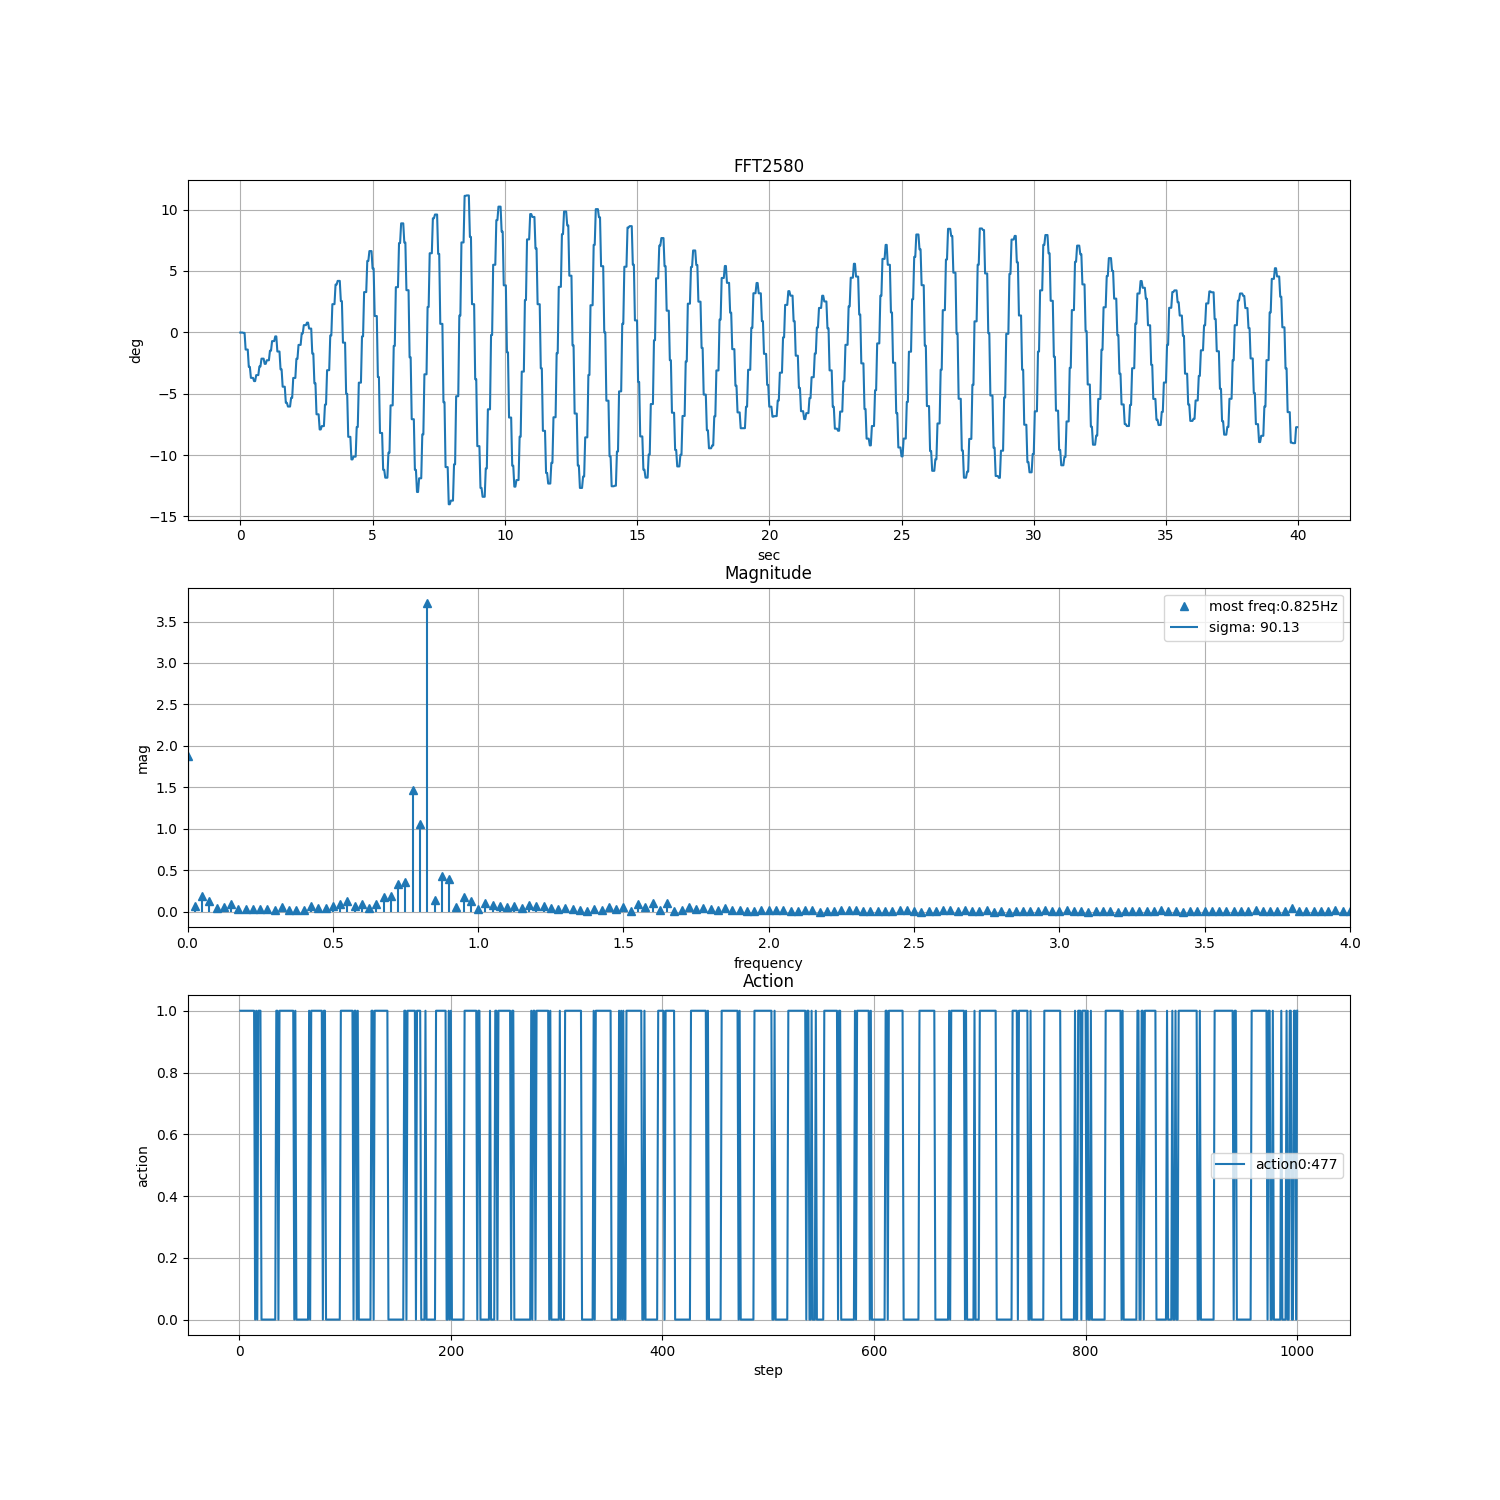 FFT2580
10
5
0
−5
−10
−15
deg
0 5 10 15 20 25 30 35 40
sec
Magnitude
most freq:0.825Hz
sigma: 90.13
3.5
3.0
2.5
2.0
1.5
1.0
0.5
0.0
mag
0.0 0.5 1.0 1.5 2.0 2.5 3.0 3.5 4.0
frequency
Action
1.0
0.8
0.6
0.4
0.2
0.0
action
action0:477
0 200 400 600 800 1000
step